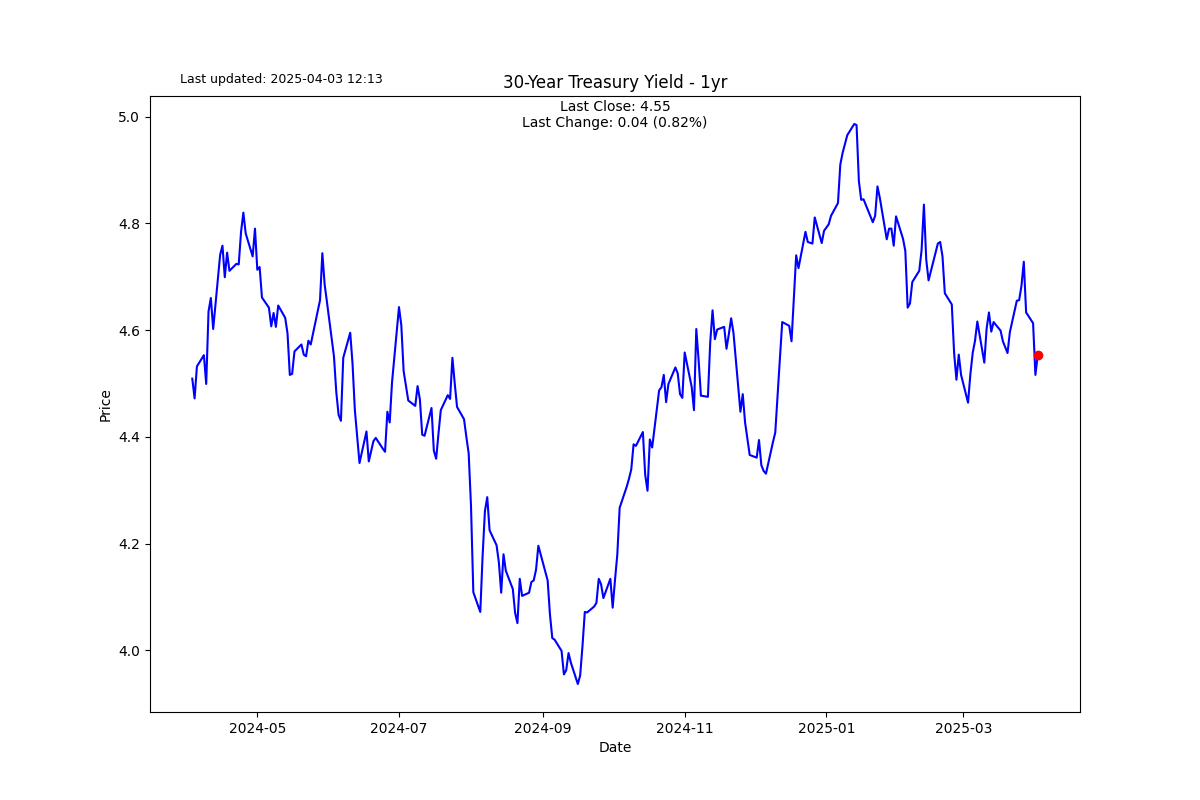 Last updated: 2025-04-03 12:13
30-Year Treasury Yield - 1yr
Last Close: 4.55
Last Change: 0.04 (0.82%)
Price
5.0
4.8
4.6
4.4
4.2
4.0
2024-05
2024-07
2024-09
2024-11
2025-01
2025-03
Date